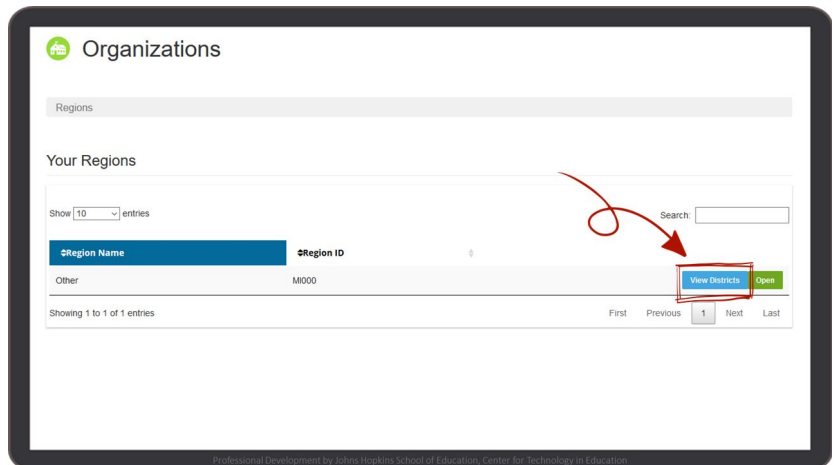 Organizations
Regions
Your Regions
Show 10 entries
Search:
Region Name Region ID
Other MI000 View Districts Open
Showing 1 to 1 of 1 entries First Previous 1 Next Last
Professional Development by Johns Hopkins School of Education, Center for Technology in Education